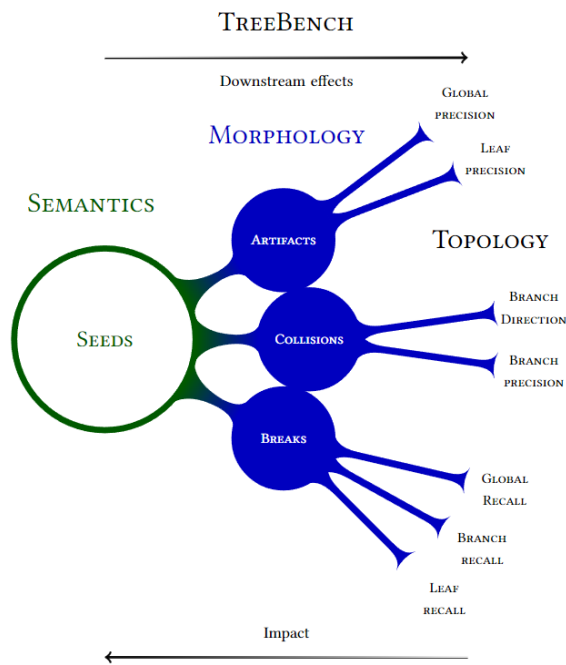 TreeBench
Downstream effects
Global
precision
Morphology
Leaf
precision
Semantics
Artifacts
Topology
Branch
Direction
Seeds
Collisions
Branch
precision
Breaks
Global
Recall
Branch
recall
Leaf
recall
Impact